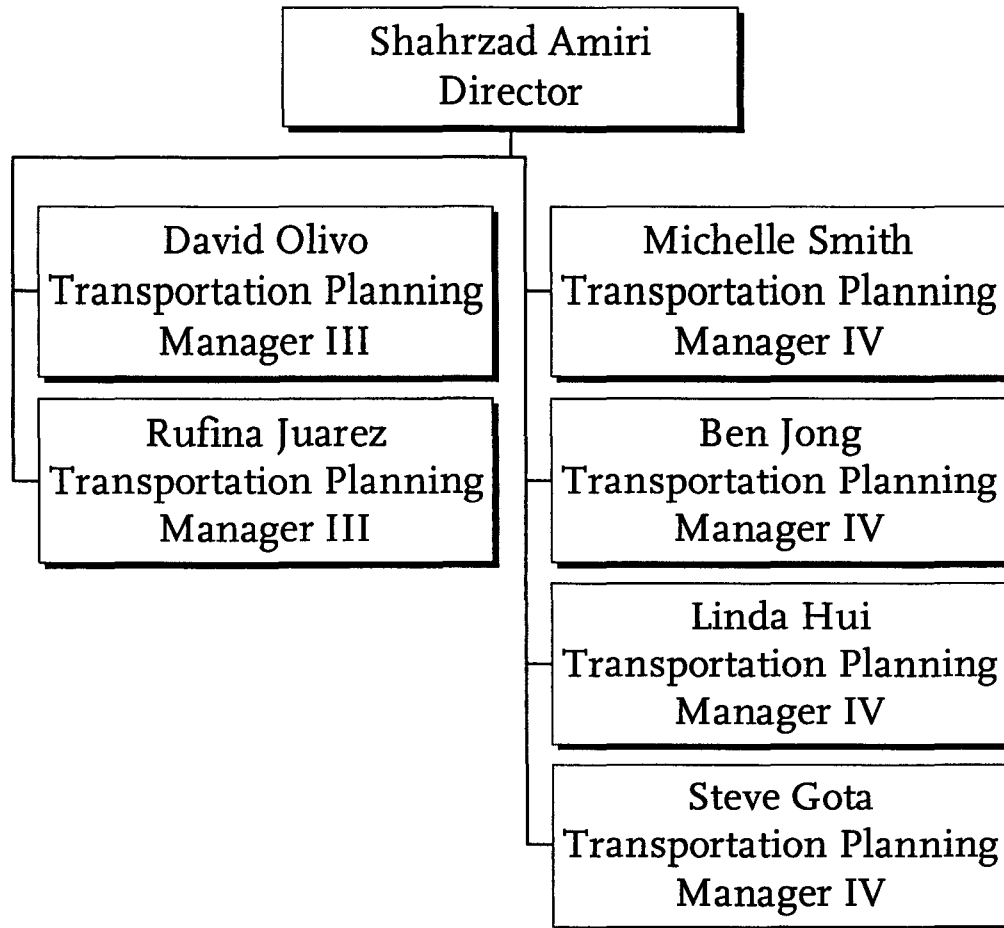 Shahrzad Amiri
Director
David Olivo
Transportation Planning
Manager III
Rufina Juarez
Transportation Planning
Manager III
Michelle Smith
Transportation Planning
Manager IV
Ben Jong
Transportation Planning
Manager IV
Linda Hui
Transportation Planning
Manager IV
Steve Gota
Transportation Planning
Manager IV